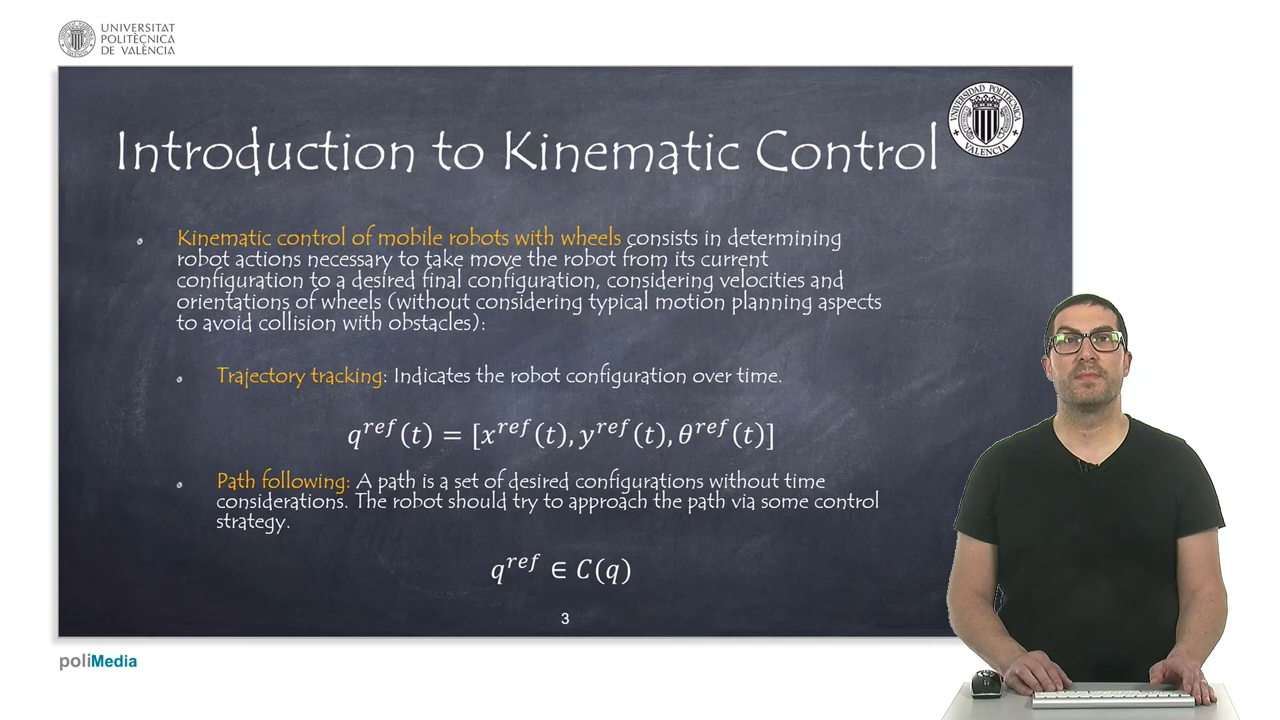 UNIVERSITAT
POLITÈCNICA
DE VALÈNCIA
UNIVERSIDAD POLITECNICA
VALENCIA
Introduction to Kinematic Control
Kinematic control of mobile robots with wheels consists in determining
robot actions necessary to take move the robot from its current
configuration to a desired final configuration, considering velocities and
orientations of wheels (without considering typical motion planning aspects
to avoid collision with obstacles):
Trajectory tracking: Indicates the robot configuration over time.
q^ref(t) = [x^ref(t), y^ref(t), θ^ref(t)]
Path following: A path is a set of desired configurations without time
considerations. The robot should try to approach the path via some control
strategy.
q^ref ∈ C(q)
3
poliMedia